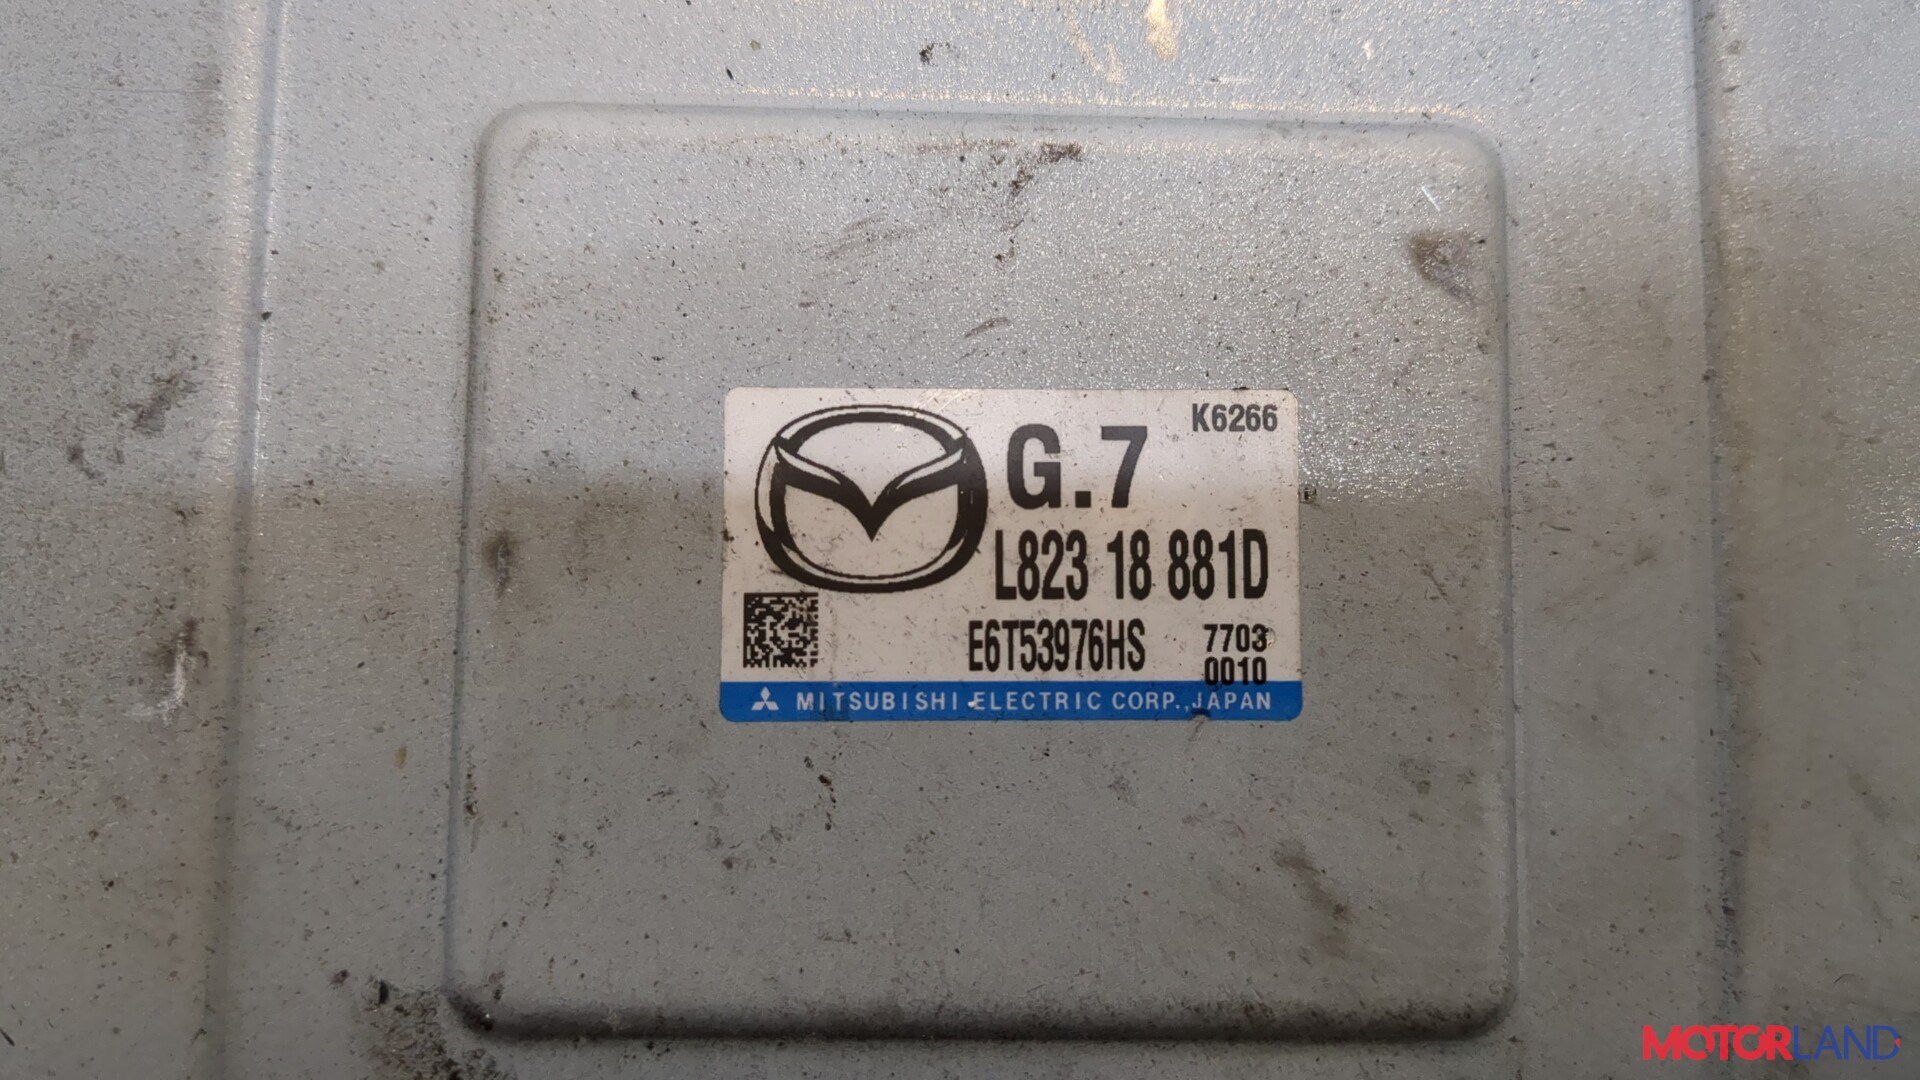 K6266
G.7
L823 18 881D
E6T53976HS 7703
0010
MITSUBISHI ELECTRIC CORP., JAPAN
MOTORLAND